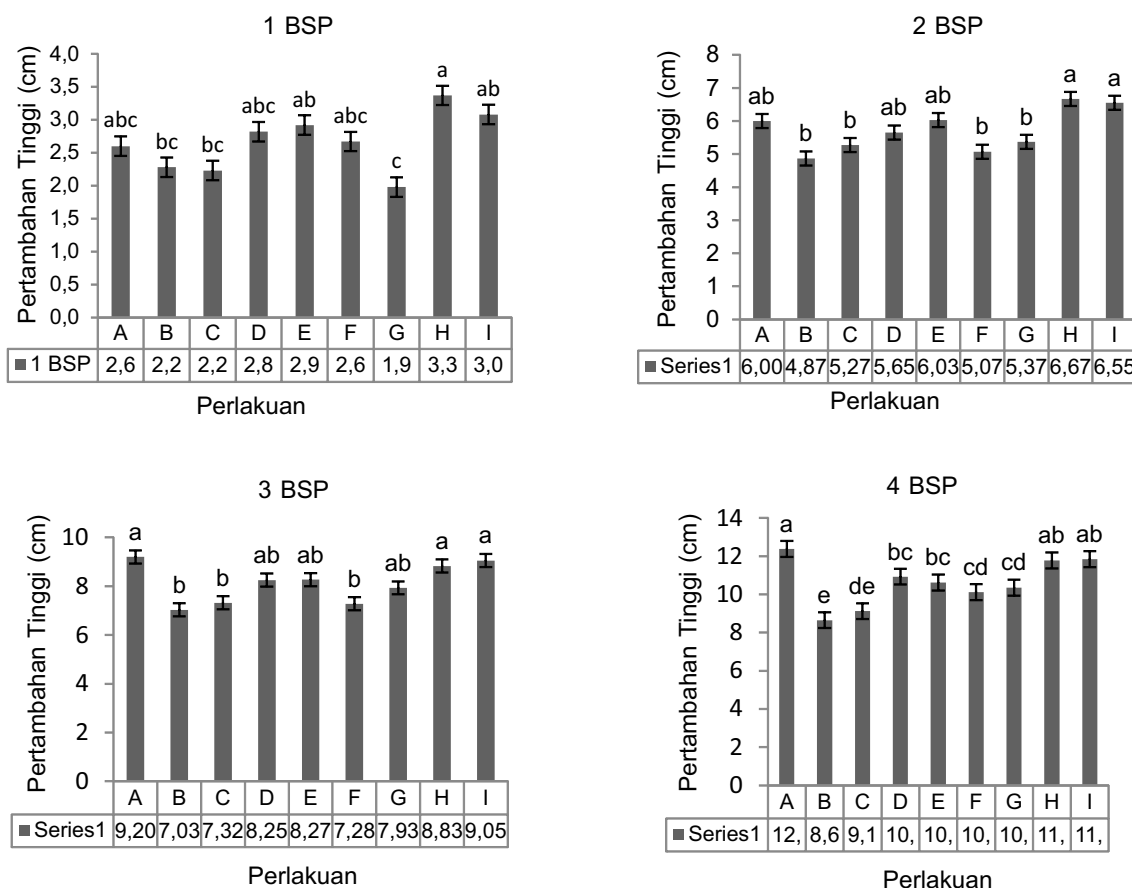 1 BSP
Pertambahan Tinggi (cm)
4,0
3,5
3,0
2,5
2,0
1,5
1,0
0,5
0,0
abc bc bc abc ab abc c a ab
A B C D E F G H I
1 BSP 2,6 2,2 2,2 2,8 2,9 2,6 1,9 3,3 3,0
Perlakuan
2 BSP
Pertambahan Tinggi (cm)
8
7
6
5
4
3
2
1
0
ab b b ab ab b b a a
A B C D E F G H I
Series1 6,00 4,87 5,27 5,65 6,03 5,07 5,37 6,67 6,55
Perlakuan
3 BSP
Pertambahan Tinggi (cm)
10
8
6
4
2
0
a b b ab ab b ab a a
A B C D E F G H I
Series1 9,20 7,03 7,32 8,25 8,27 7,28 7,93 8,83 9,05
Perlakuan
4 BSP
Pertambahan Tinggi (cm)
14
12
10
8
6
4
2
0
a e de bc bc cd cd ab ab
A B C D E F G H I
Series1 12, 8,6 9,1 10, 10, 10, 10, 11, 11,
Perlakuan